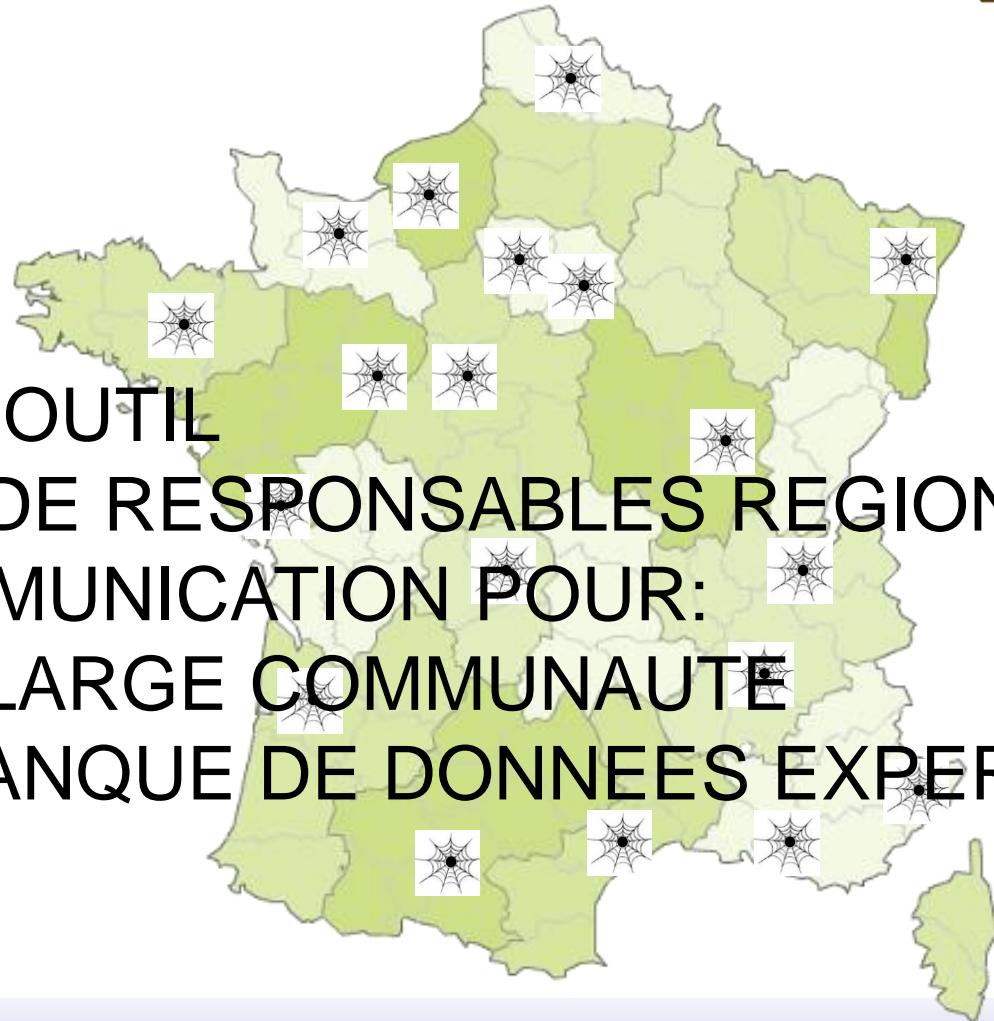 OUTIL
DE RESPONSABLES REGION
MUNICATION POUR:
LARGE COMMUNAUTE
ANQUE DE DONNEES EXPER